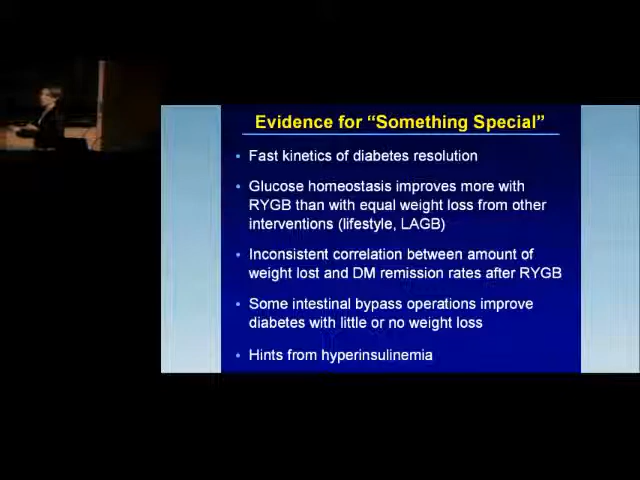 Evidence for “Something Special”
• Fast kinetics of diabetes resolution
• Glucose homeostasis improves more with
RYGB than with equal weight loss from other
interventions (lifestyle, LAGB)
• Inconsistent correlation between amount of
weight lost and DM remission rates after RYGB
• Some intestinal bypass operations improve
diabetes with little or no weight loss
• Hints from hyperinsulinemia